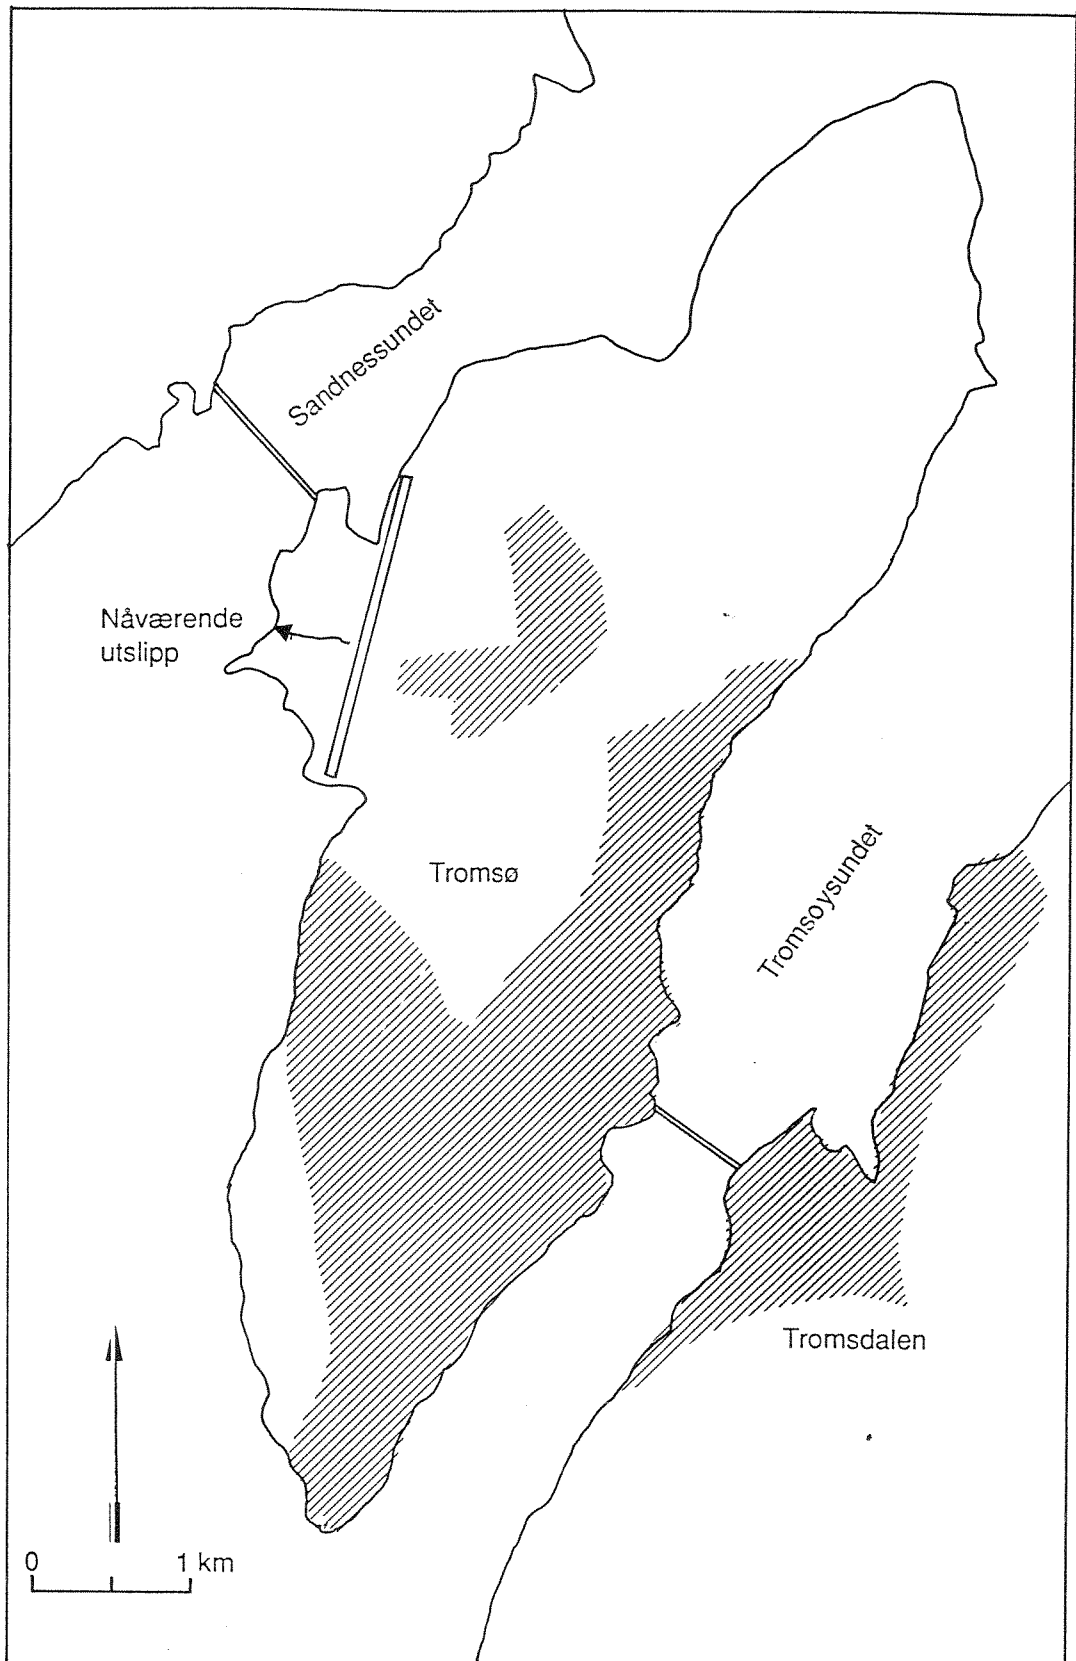 Sandnessundet
Nåværende
utslipp
Tromsø
Tromsoysundet
Tromsdalen
0 1 km